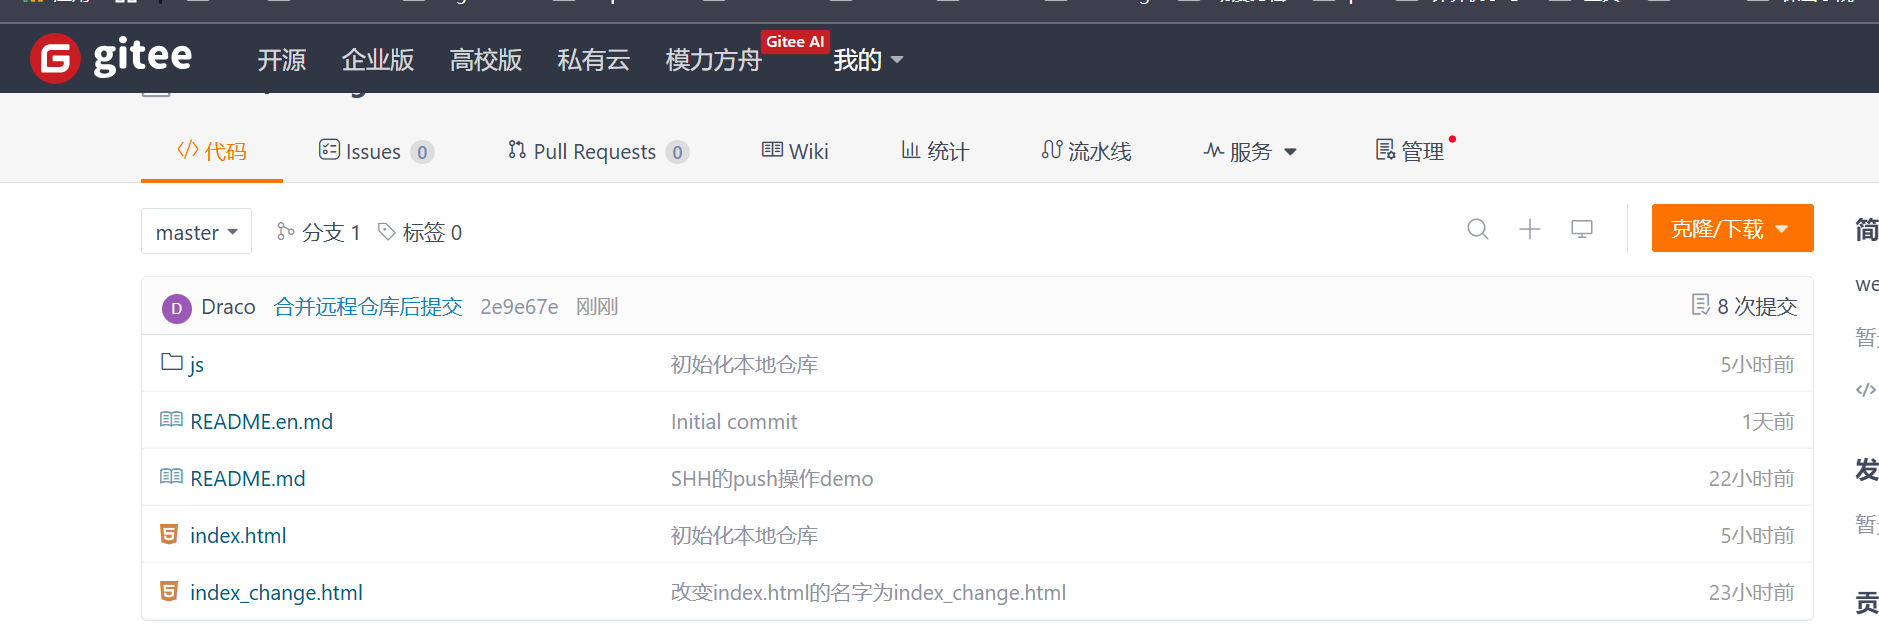 gitee 开源 企业版 高校版 私有云 模力方舟 Gitee AI 我的
代码 Issues 0 Pull Requests 0 Wiki 统计 流水线 服务 管理
master 分支 1 标签 0 克隆/下载
Draco 合并远程仓库后提交 2e9e67e 刚刚 8 次提交
js 初始化本地仓库 5小时前
README.en.md Initial commit 1天前
README.md SHH的push操作demo 22小时前
index.html 初始化本地仓库 5小时前
index_change.html 改变index.html的名字为index_change.html 23小时前
简
we
暂
发
暂
贡